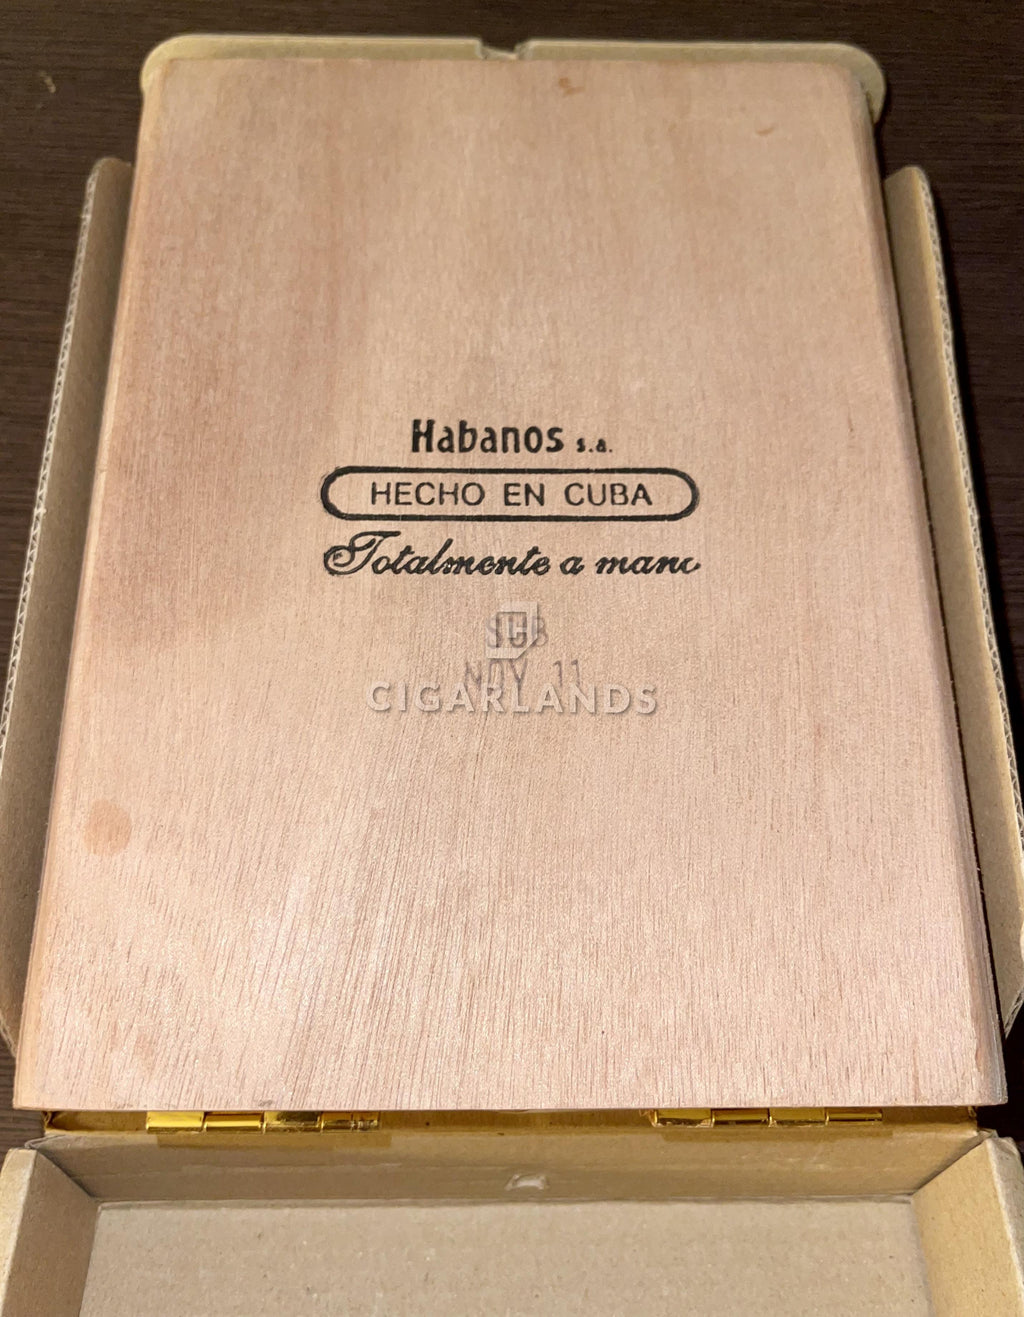 Habanos s.a.
HECHO EN CUBA
Totalmente a mano
NOV 11
CIGARLANDS